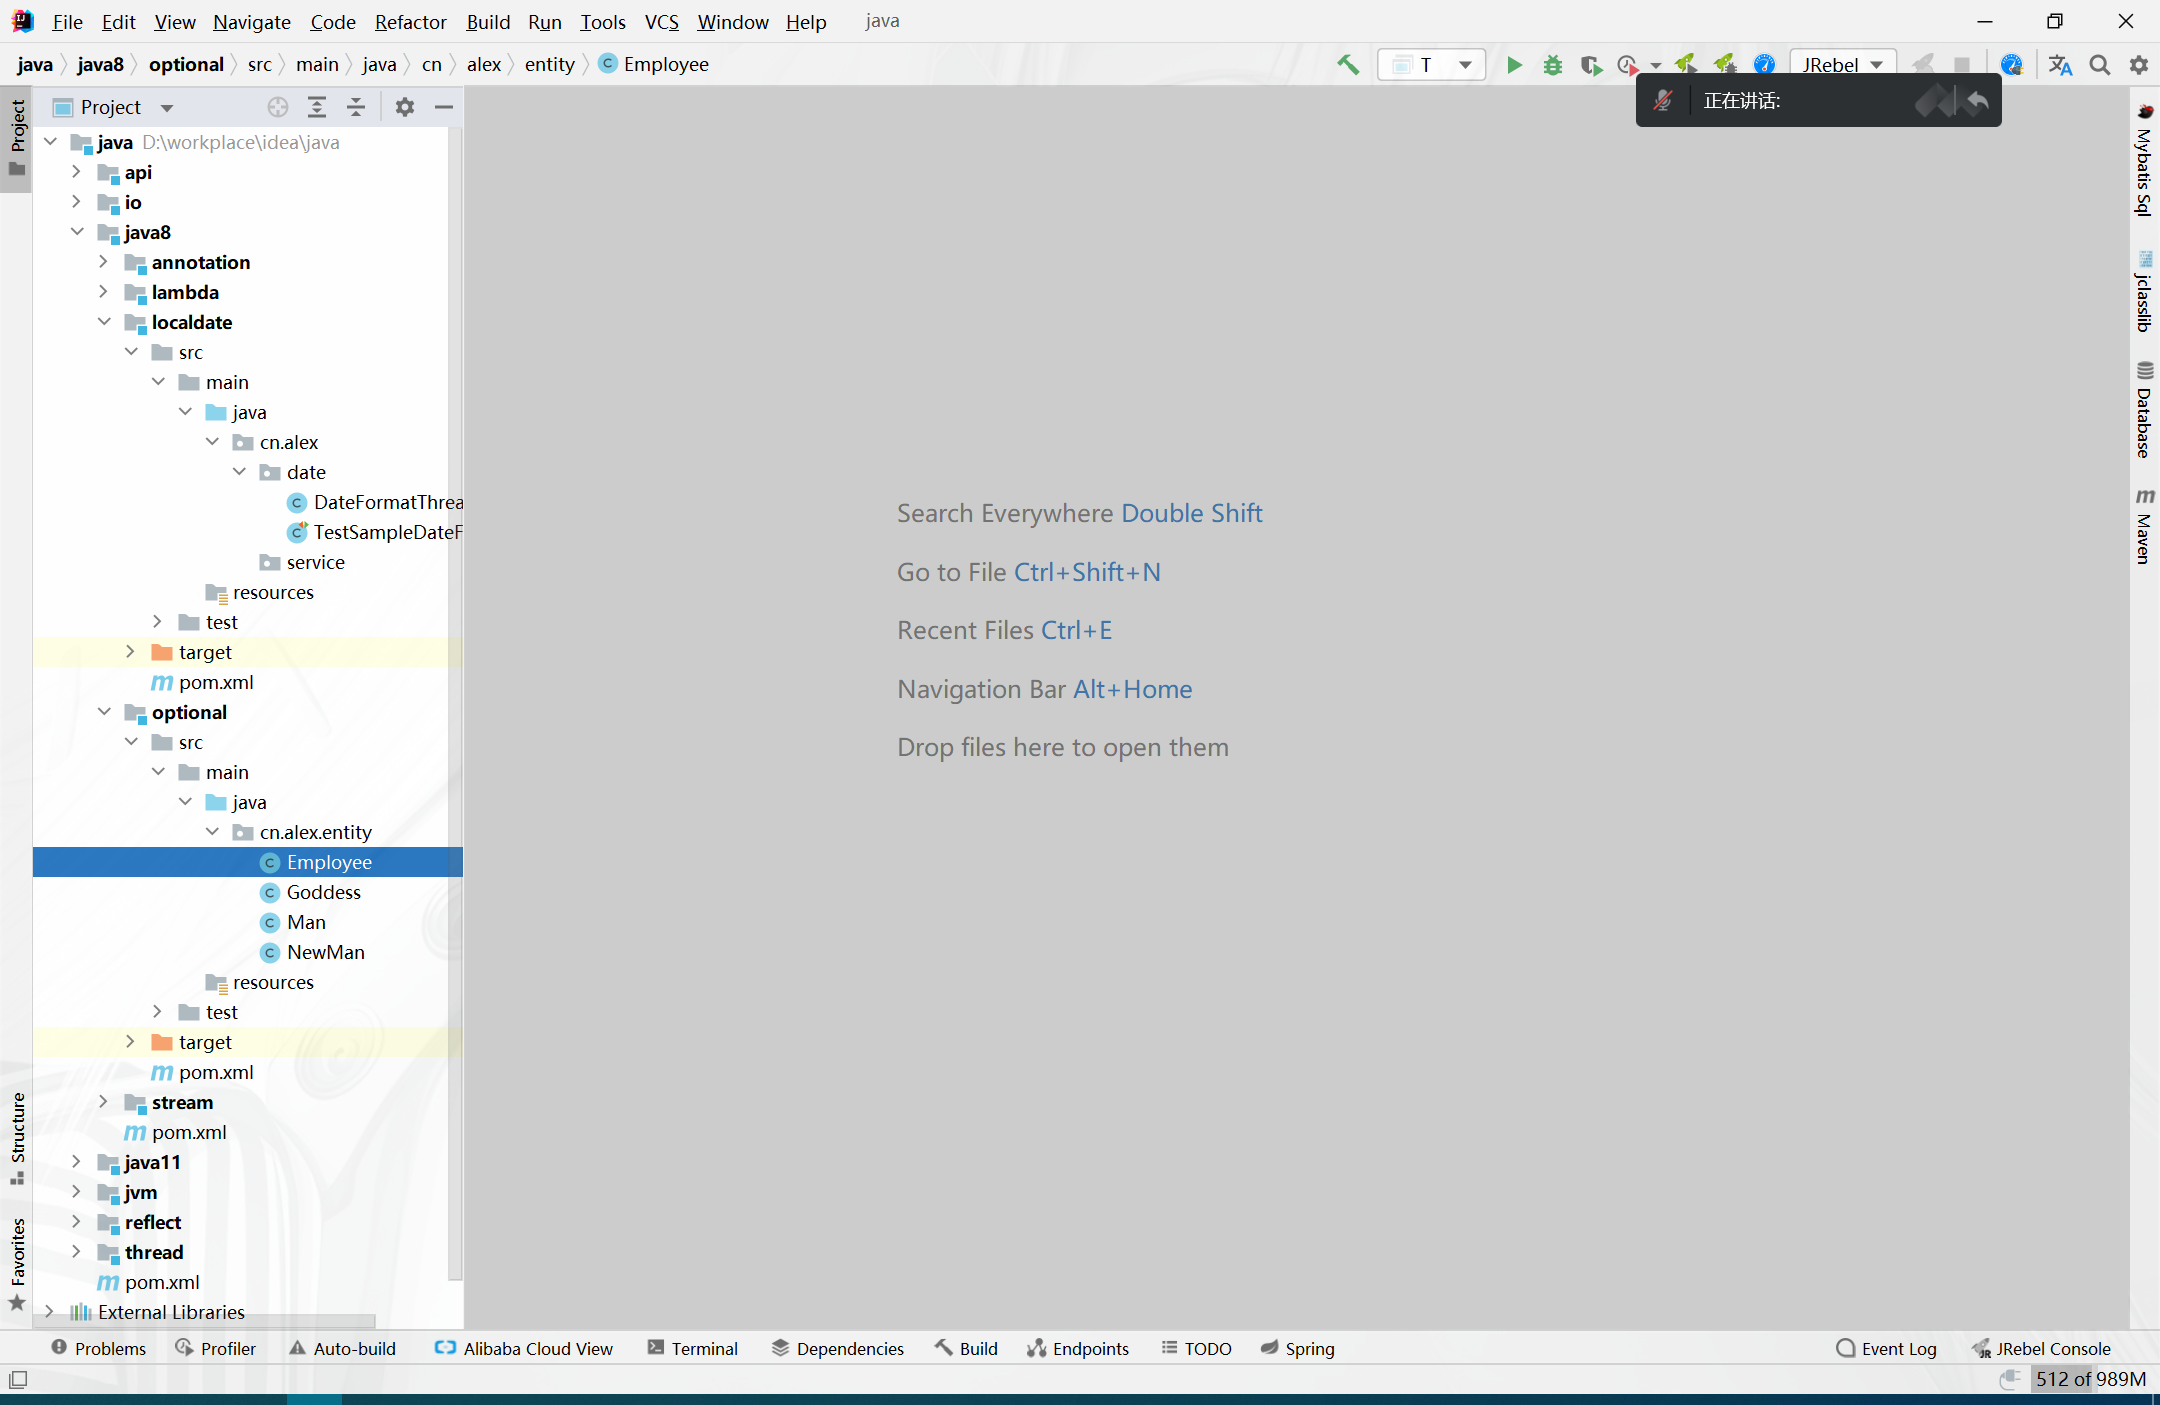 File Edit View Navigate Code Refactor Build Run Tools VCS Window Help java
java java8 optional src main java cn alex entity Employee T JRebel
正在讲话:
Project
java D:\workplace\idea\java
api
io
java8
annotation
lambda
localdate
src
main
java
cn.alex
date
DateFormatThrea
TestSampleDateF
service
resources
test
target
pom.xml
optional
src
main
java
cn.alex.entity
Employee
Goddess
Man
NewMan
resources
test
target
pom.xml
stream
pom.xml
java11
jvm
reflect
thread
pom.xml
External Libraries
Project
Structure
Favorites
Search Everywhere Double Shift
Go to File Ctrl+Shift+N
Recent Files Ctrl+E
Navigation Bar Alt+Home
Drop files here to open them
Mybatis Sql
jclasslib
Database
Maven
Problems Profiler Auto-build Alibaba Cloud View Terminal Dependencies Build Endpoints TODO Spring Event Log JRebel Console
512 of 989M